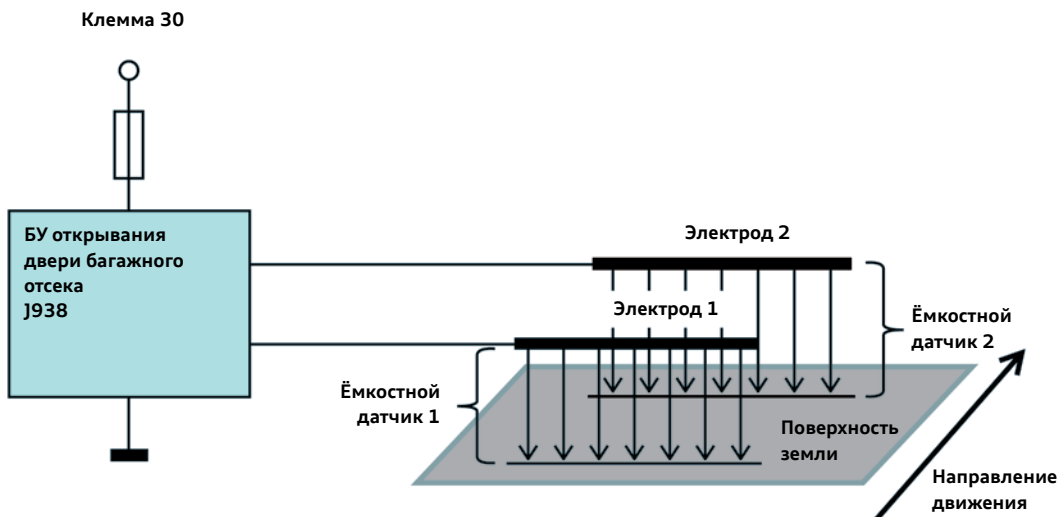 Клемма 30
БУ открывания
двери багажного
отсека
J938
Электрод 2
Электрод 1
Ёмкостной
датчик 2
Ёмкостной
датчик 1
Поверхность
земли
Направление
движения